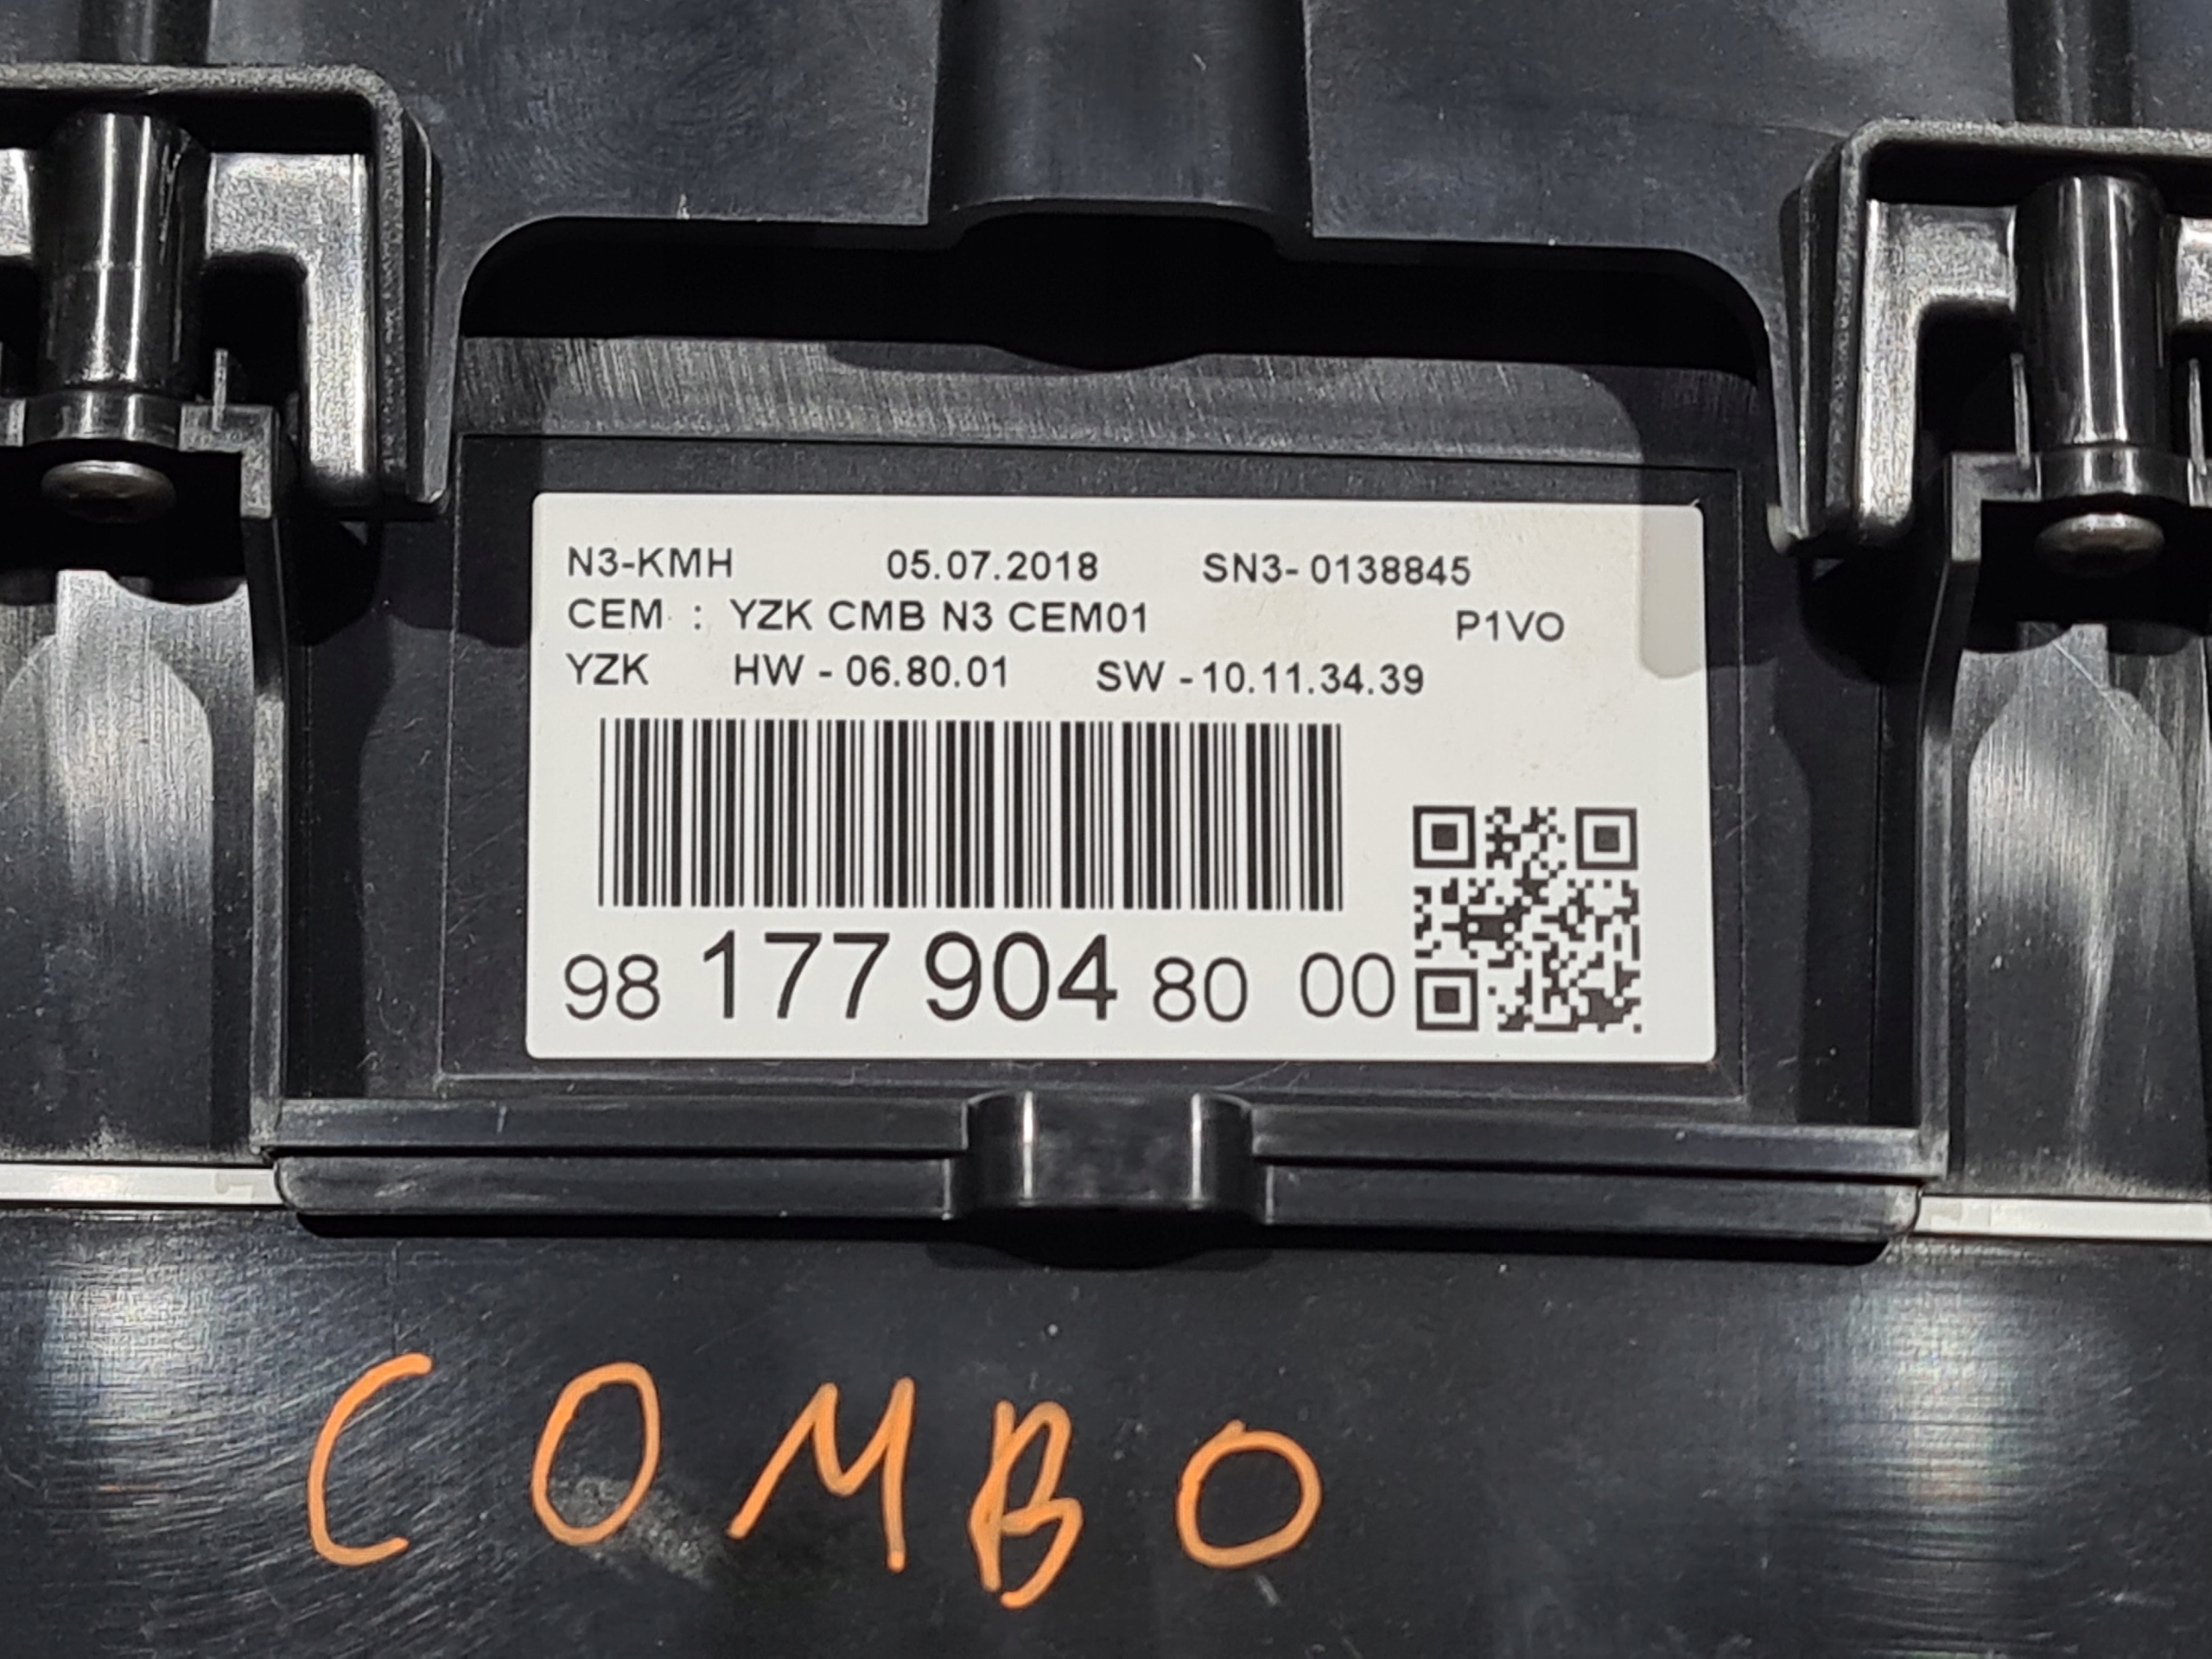 N3-KMH 05.07.2018 SN3- 0138845
CEM : YZK CMB N3 CEM01 P1VO
YZK HW - 06.80.01 SW - 10.11.34.39
98 177 904 80 00
COMBO